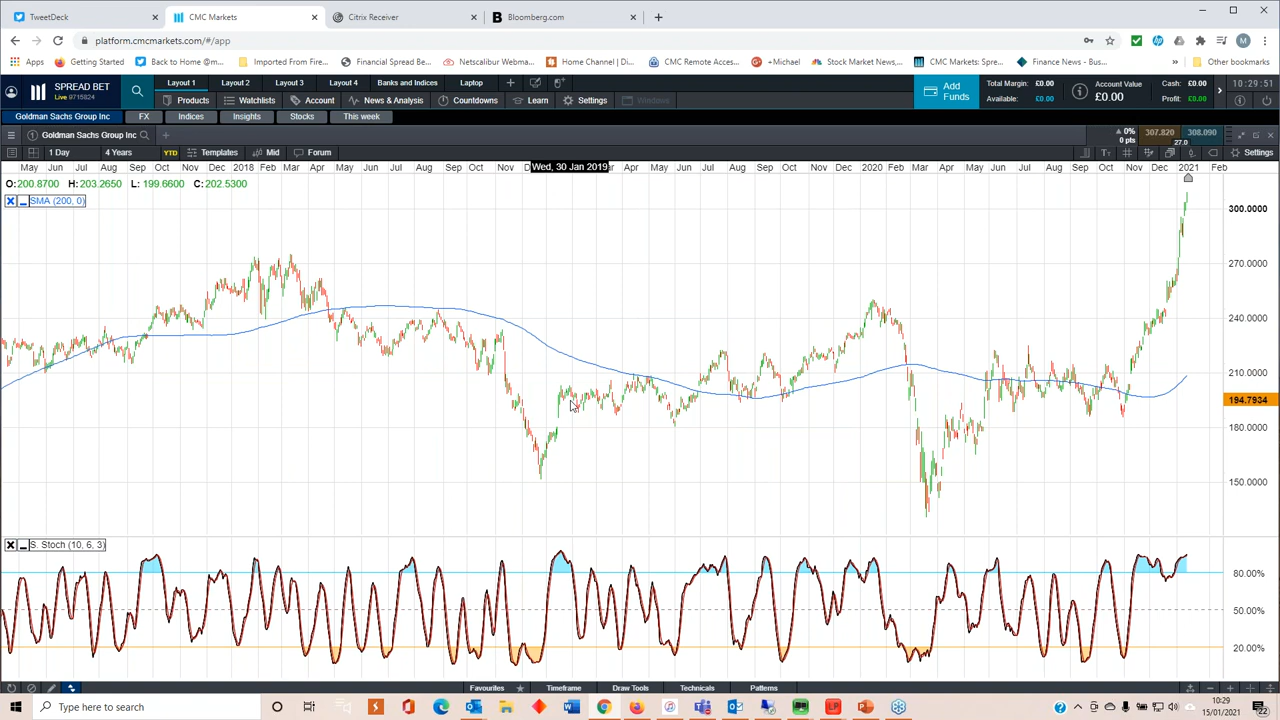 TweetDeck
CMC Markets
Citrix Receiver
Bloomberg.com
platform.cmcmarkets.com/#/app
M
Apps
Getting Started
Back to Home @m...
Imported From Fire...
Financial Spread Be...
Netscalibur Webma...
Home Channel | Di...
CMC Remote Acces...
+Michael
Stock Market News,...
CMC Markets: Spre...
Finance News - Bus...
Other bookmarks
SPREAD BET
Live 9715824
Layout 1
Layout 2
Layout 3
Layout 4
Banks and Indices
Laptop
Products
Watchlists
Account
News & Analysis
Countdowns
Learn
Settings
Windows
Add Funds
Total Margin: £0.00
Available: £0.00
Account Value
£0.00
Cash: £0.00
Profit: £0.00
10:29:51
Goldman Sachs Group Inc
FX
Indices
Insights
Stocks
This week
1 Goldman Sachs Group Inc
0%
0 pts
307.820
308.090
27.0
1 Day
4 Years
YTD
Templates
Mid
Forum
Settings
May Jun Jul Aug Sep Oct 2018 Feb Mar Apr May Jun Jul Aug Sep Oct Nov Wed, 30 Jan 2019 Apr May Jun Jul Aug Sep Oct Nov Dec 2020 Feb Mar Apr May Jun Jul Aug Sep Oct Nov Dec 2021 Feb
O:200.8700 H: 203.2650 L: 199.6600 C: 202.5300
SMA (200, 0)
300.0000
270.0000
240.0000
210.0000
194.7934
180.0000
150.0000
S. Stoch (10, 6, 3)
80.00%
50.00%
20.00%
Favourites
Timeframe
Draw Tools
Technicals
Patterns
Type here to search
10:29
15/01/2021
22